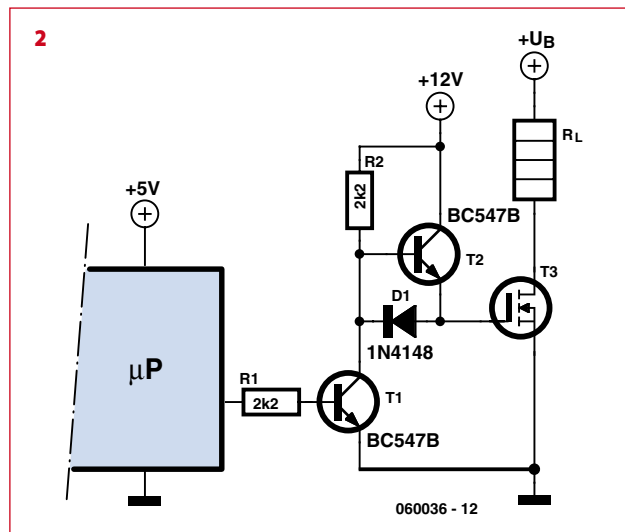 2
+UB
+12V
RL
R2
2k2
+5V
BC547B
T2
T3
D1
1N4148
μP
R1
2k2
T1
BC547B
060036 - 12